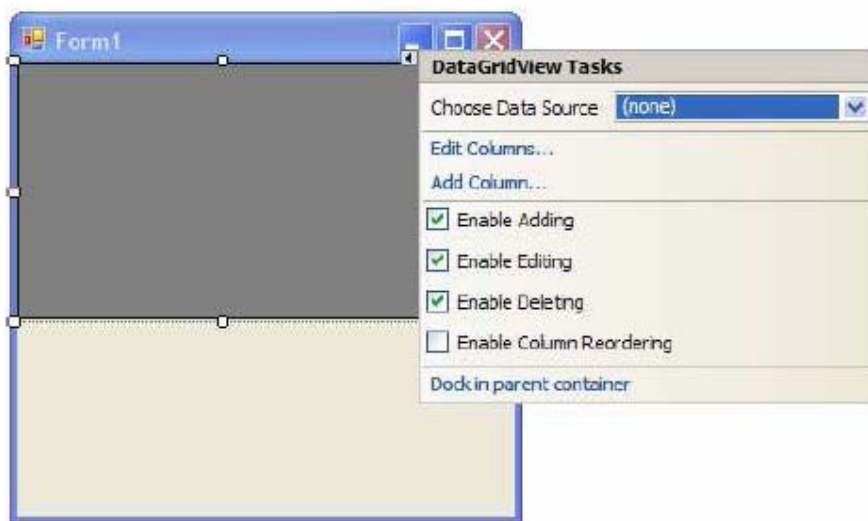 Form1
DataGridView Tasks
Choose Data Source (none)
Edit Columns...
Add Column...
Enable Adding
Enable Editing
Enable Deleting
Enable Column Reordering
Dock in parent container